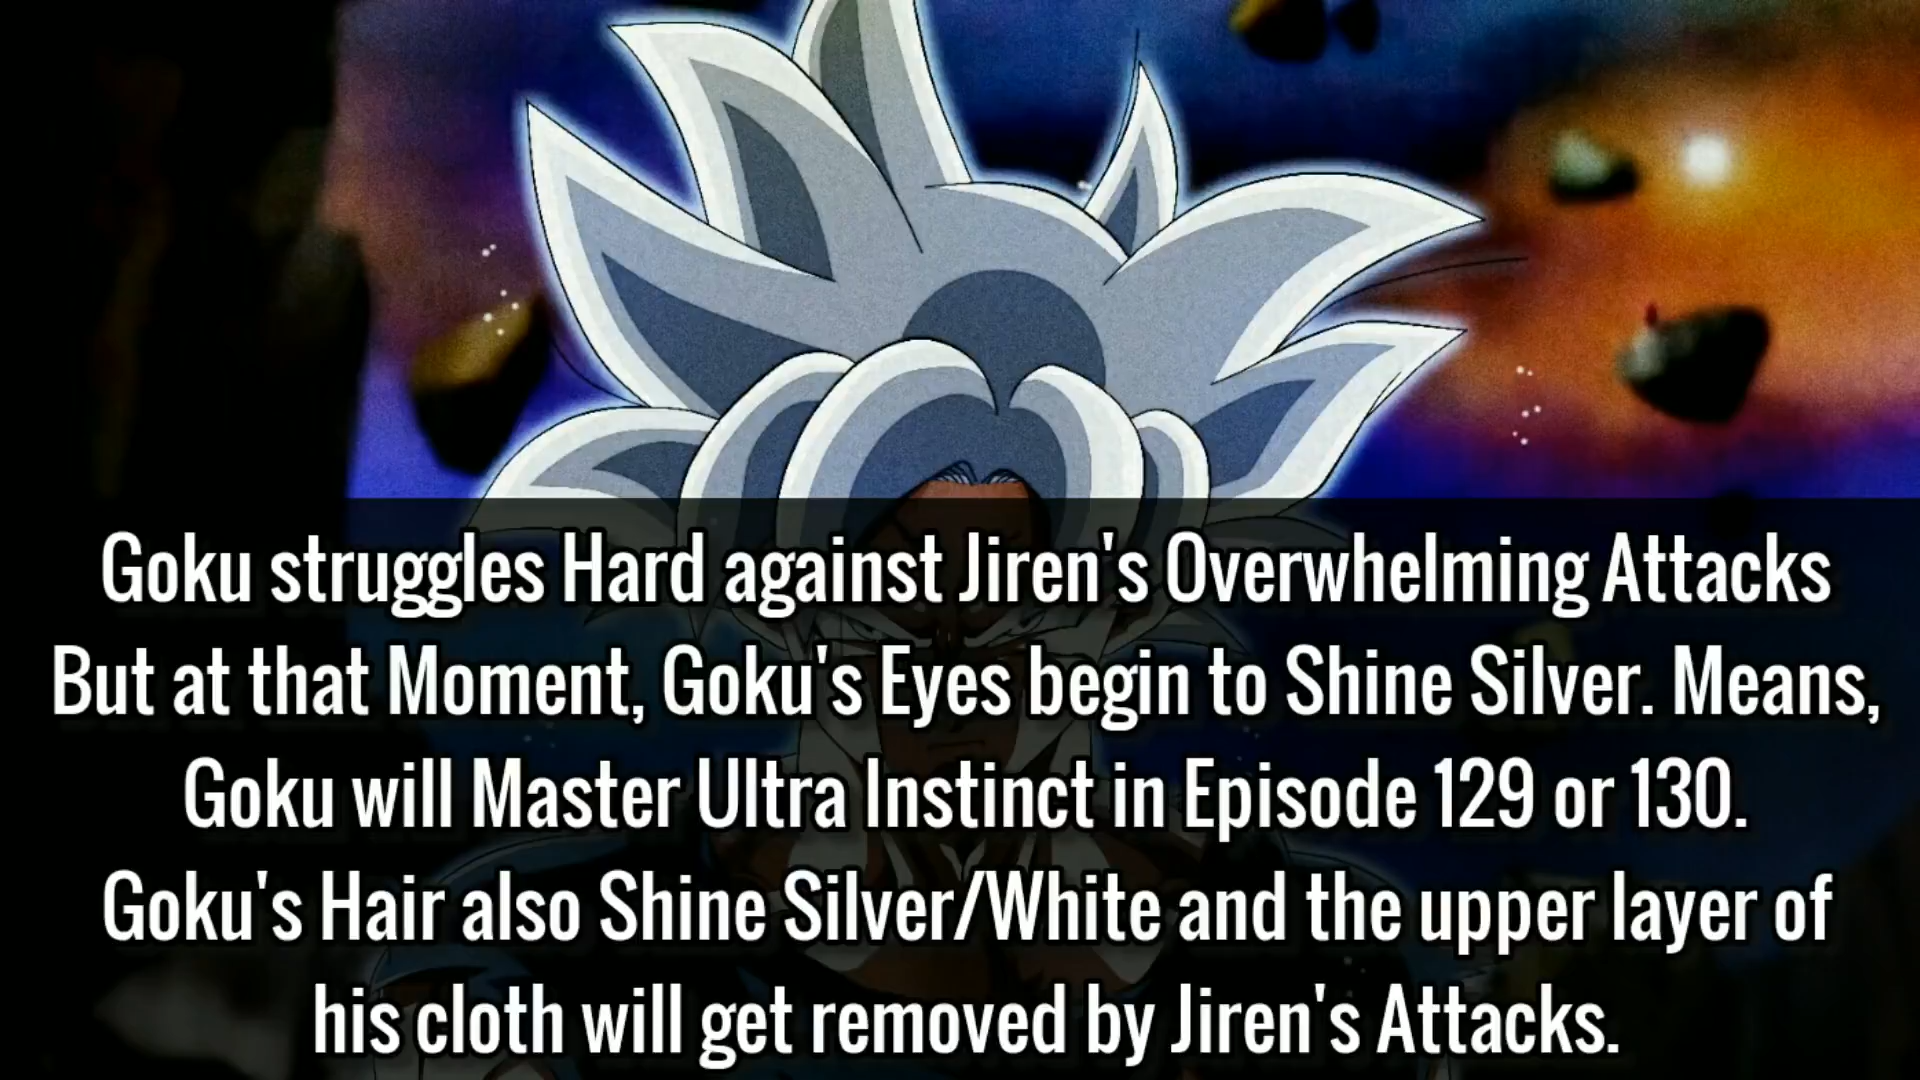 Goku struggles Hard against Jiren's Overwhelming Attacks
But at that Moment, Goku's Eyes begin to Shine Silver. Means,
Goku will Master Ultra Instinct in Episode 129 or 130.
Goku's Hair also Shine Silver/White and the upper layer of
his cloth will get removed by Jiren's Attacks.